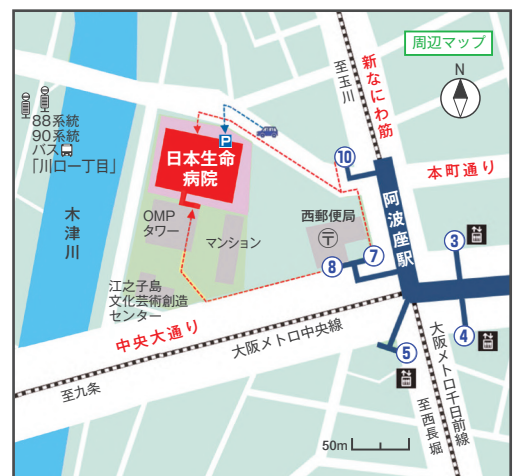 周辺マップ
N
至玉川
新なにわ筋
88系統
90系統
バス
「川口一丁目」
P
日本生命
病院
⑩
本町通り
木津川
OMP
タワー
マンション
西郵便局
〒
阿波座駅
③
⑦
⑧
江之子島
文化芸術創造
センター
中央大通り
大阪メトロ中央線
④
⑤
大阪メトロ千日前線
至九条
至西長堀
50m